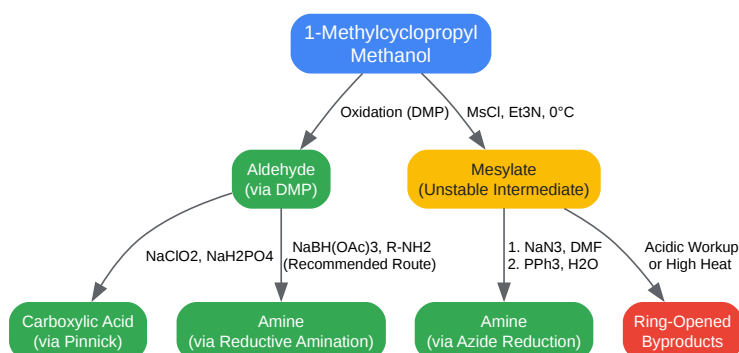 1-Methylcyclopropyl
Methanol
Oxidation (DMP)
MsCl, Et3N, 0°C
Aldehyde
(via DMP)
Mesylate
(Unstable Intermediate)
NaClO2, NaH2PO4
NaBH(OAc)3, R-NH2
(Recommended Route)
1. NaN3, DMF
2. PPh3, H2O
Acidic Workup
or High Heat
Carboxylic Acid
(via Pinnick)
Amine
(via Reductive Amination)
Amine
(via Azide Reduction)
Ring-Opened
Byproducts